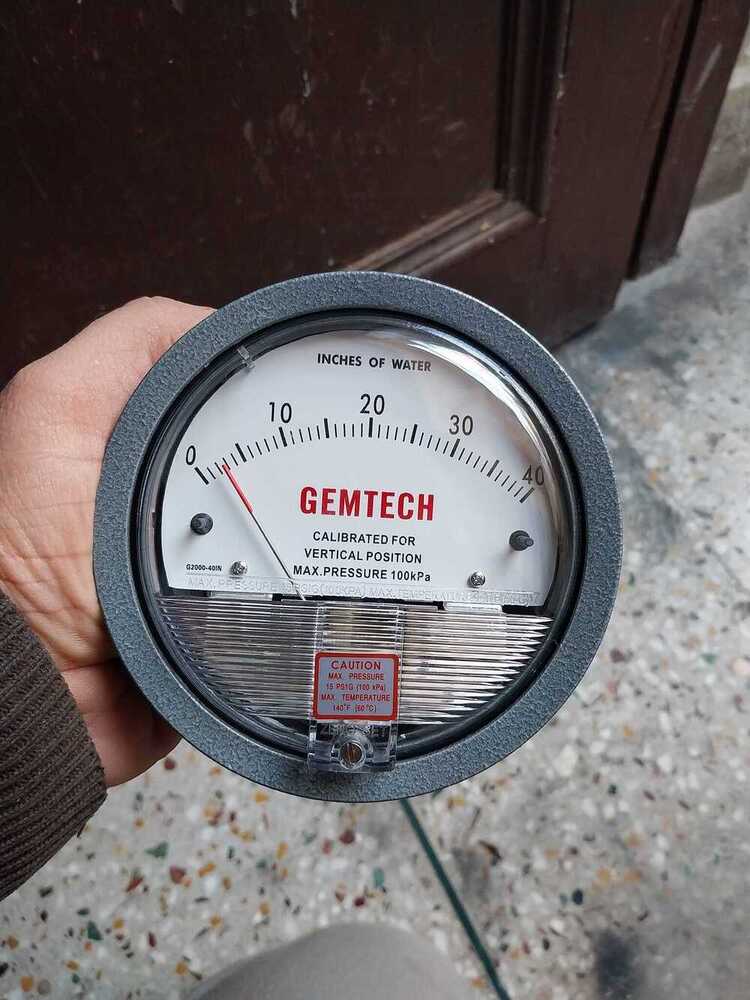 INCHES OF WATER
0 10 20 30 40
GEMTECH
CALIBRATED FOR
VERTICAL POSITION
MAX.PRESSURE 100kPa
G2000-40IN
CAUTION
MAX. PRESSURE
15 PSIG (100 kPa)
MAX. TEMPERATURE
140°F (60°C)